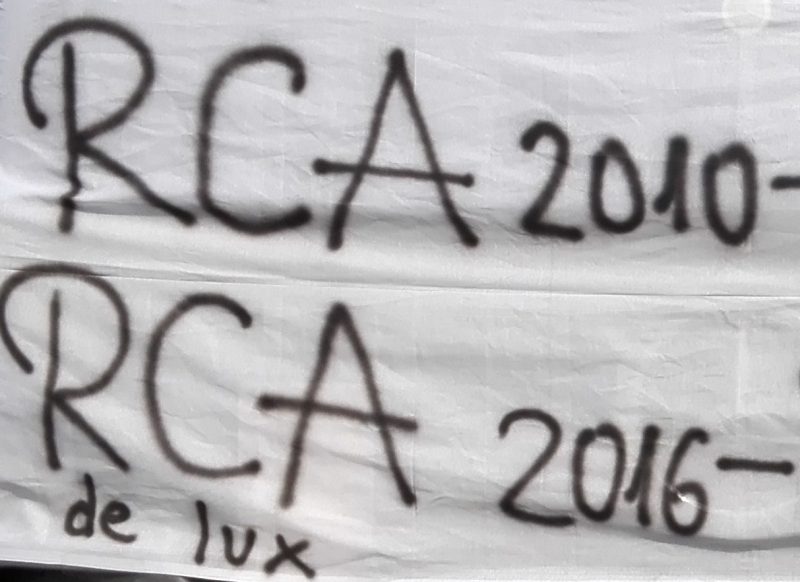 RCA 2010-
RCA 2016-
de lux